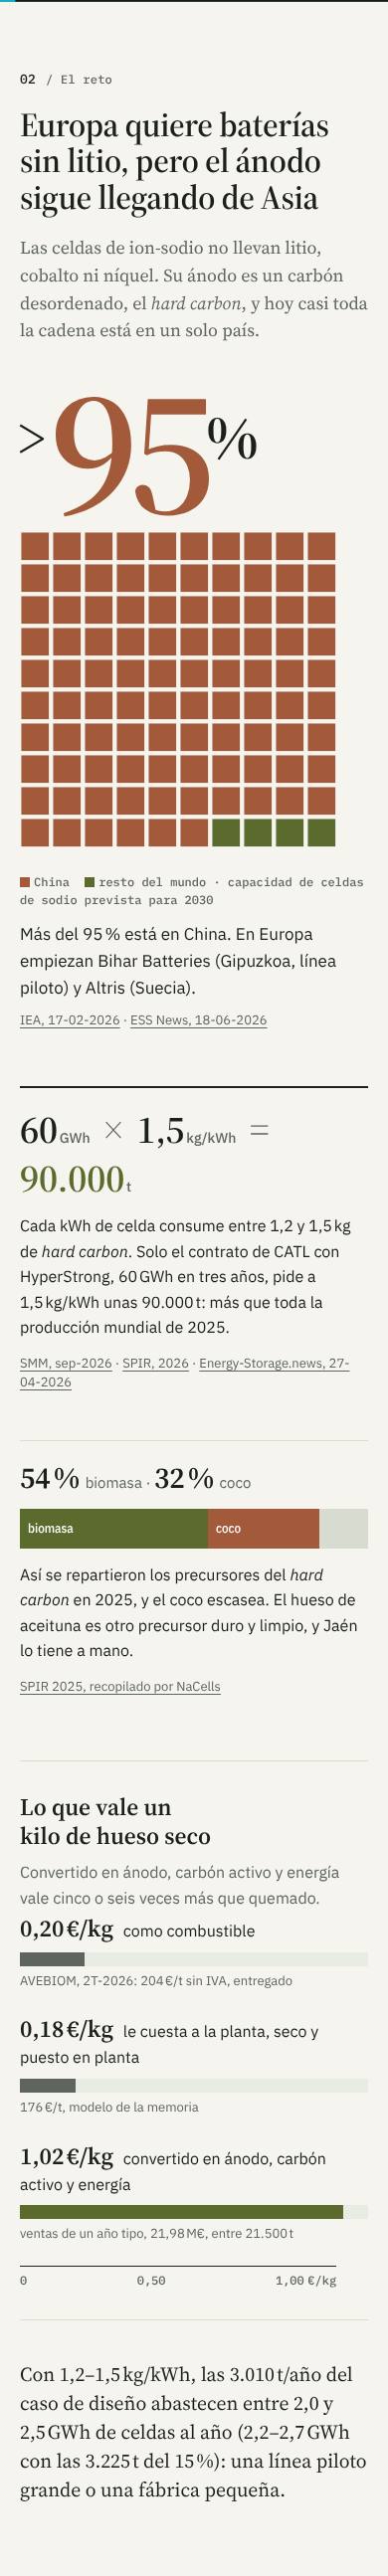 02 / El reto
Europa quiere baterías
sin litio, pero el ánodo
sigue llegando de Asia
Las celdas de ion-sodio no llevan litio,
cobalto ni níquel. Su ánodo es un carbón
desordenado, el hard carbon, y hoy casi toda
la cadena está en un solo país.
>95%
China resto del mundo · capacidad de celdas
de sodio prevista para 2030
Más del 95 % está en China. En Europa
empiezan Bihar Batteries (Gipuzkoa, línea
piloto) y Altris (Suecia).
IEA, 17-02-2026 · ESS News, 18-06-2026
60 GWh × 1,5 kg/kWh =
90.000 t
Cada kWh de celda consume entre 1,2 y 1,5 kg
de hard carbon. Solo el contrato de CATL con
HyperStrong, 60 GWh en tres años, pide a
1,5 kg/kWh unas 90.000 t: más que toda la
producción mundial de 2025.
SMM, sep-2026 · SPIR, 2026 · Energy-Storage.news, 27-
04-2026
54 % biomasa · 32 % coco
biomasa coco
Así se repartieron los precursores del hard
carbon en 2025, y el coco escasea. El hueso de
aceituna es otro precursor duro y limpio, y Jaén
lo tiene a mano.
SPIR 2025, recopilado por NaCells
Lo que vale un
kilo de hueso seco
Convertido en ánodo, carbón activo y energía
vale cinco o seis veces más que quemado.
0,20 €/kg como combustible
AVEBIOM, 2T-2026: 204 €/t sin IVA, entregado
0,18 €/kg le cuesta a la planta, seco y
puesto en planta
176 €/t, modelo de la memoria
1,02 €/kg convertido en ánodo, carbón
activo y energía
ventas de un año tipo, 21,98 M€, entre 21.500 t
0 0,50 1,00 €/kg
Con 1,2–1,5 kg/kWh, las 3.010 t/año del
caso de diseño abastecen entre 2,0 y
2,5 GWh de celdas al año (2,2–2,7 GWh
con las 3.225 t del 15 %): una línea piloto
grande o una fábrica pequeña.